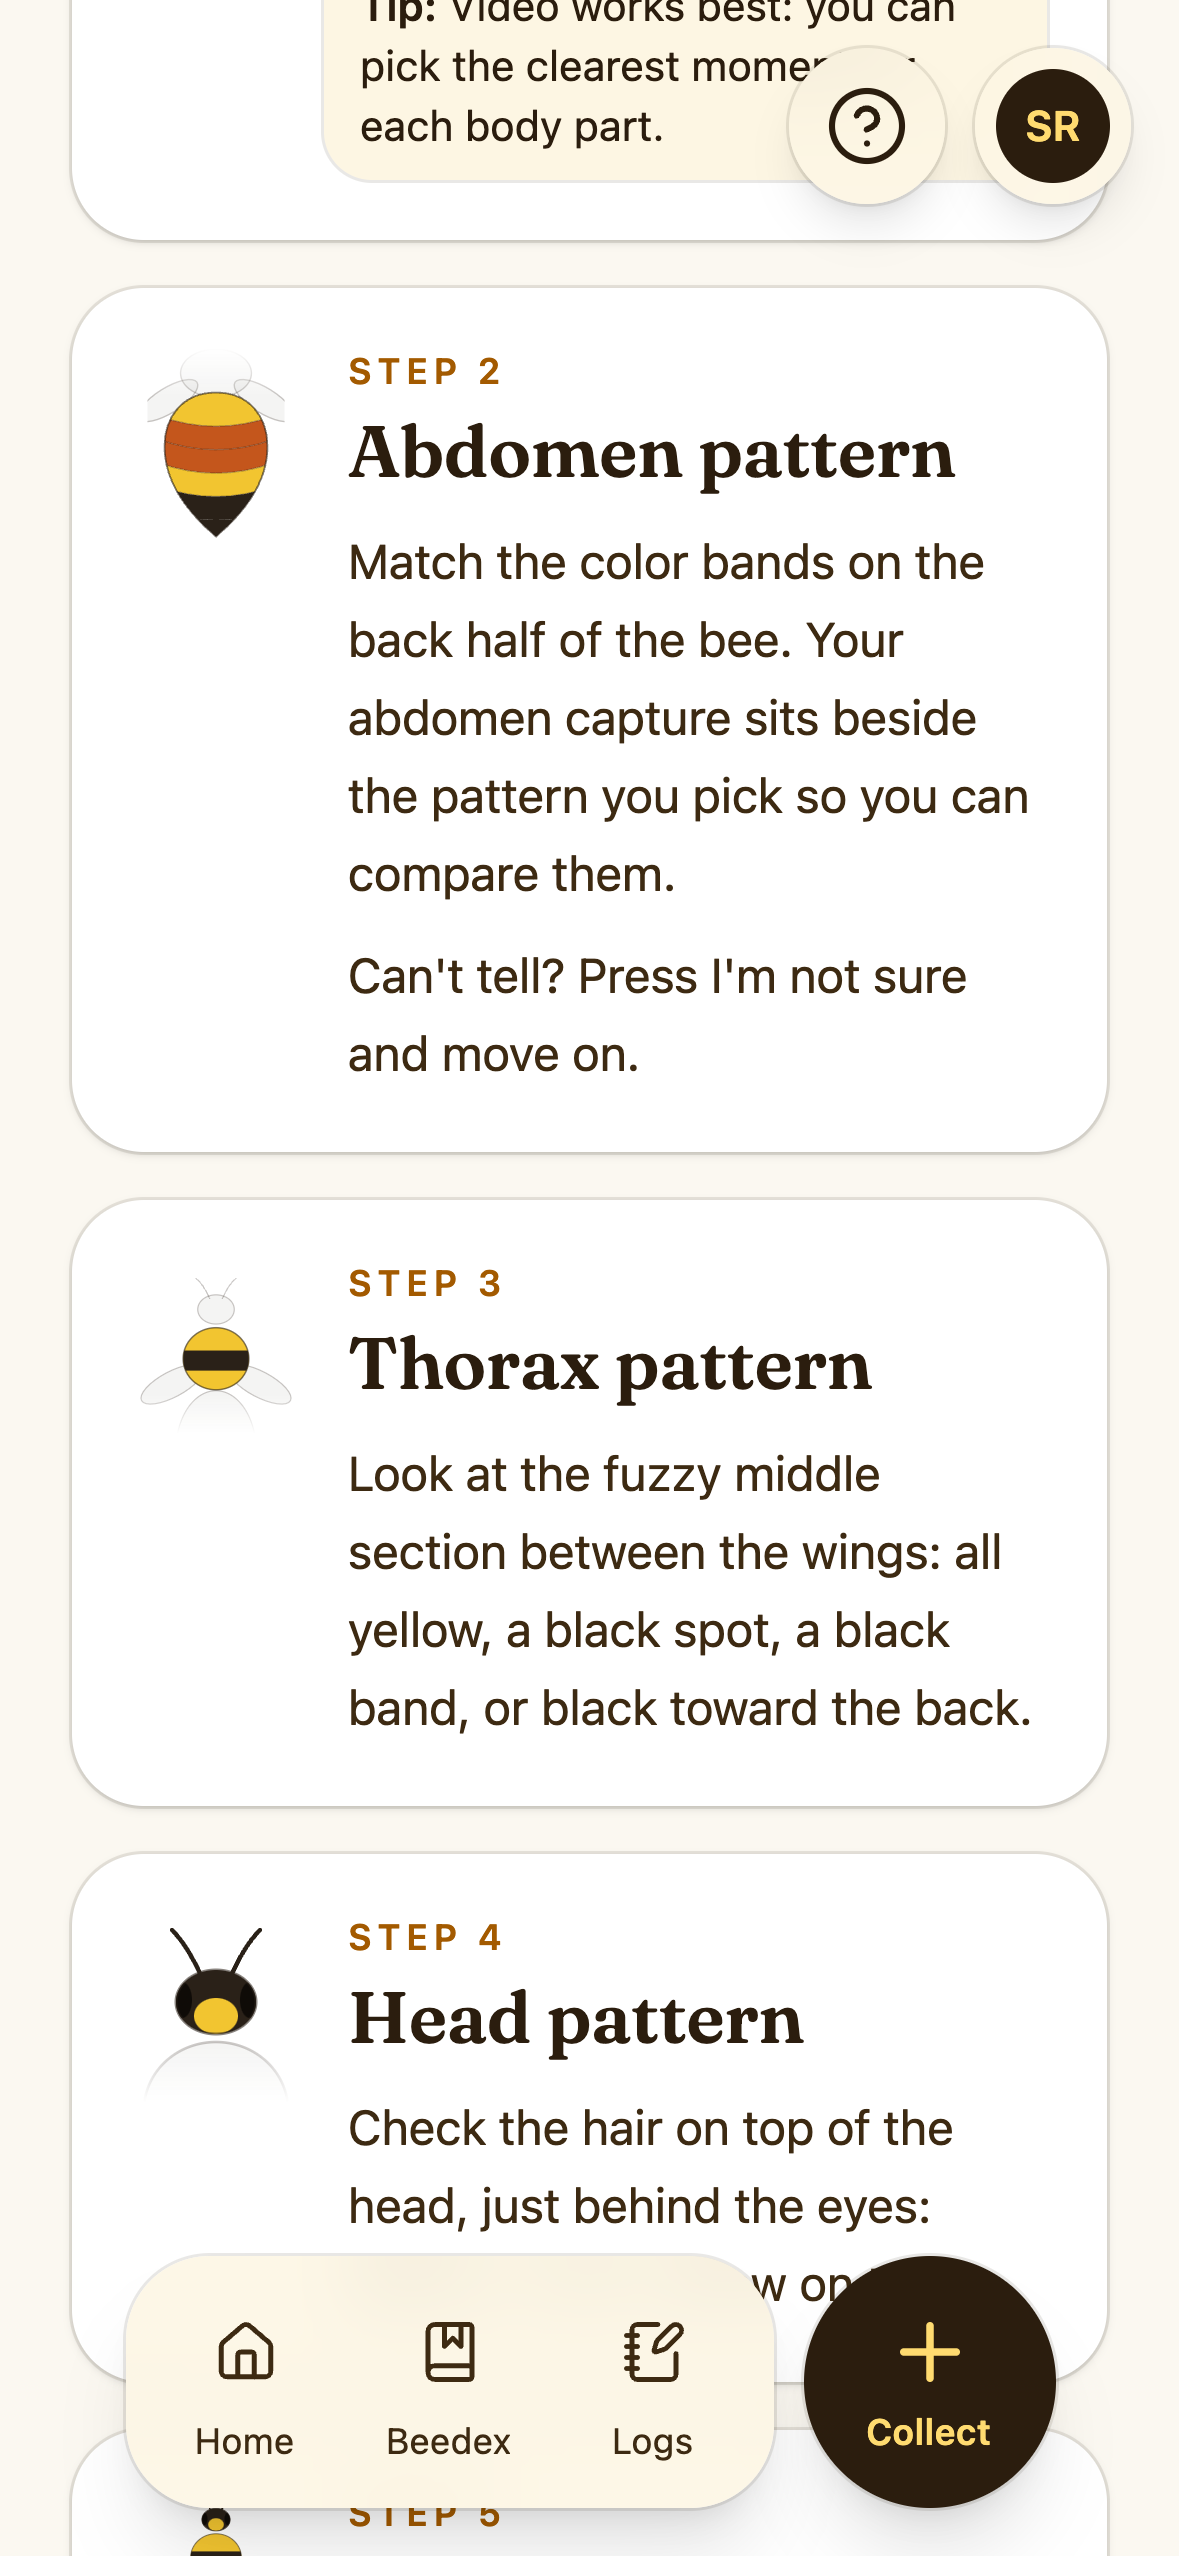 Tip: Video works best: you can
pick the clearest
each body part.
SR
STEP 2
Abdomen pattern
Match the color bands on the
back half of the bee. Your
abdomen capture sits beside
the pattern you pick so you can
compare them.
Can't tell? Press I'm not sure
and move on.
STEP 3
Thorax pattern
Look at the fuzzy middle
section between the wings: all
yellow, a black spot, a black
band, or black toward the back.
STEP 4
Head pattern
Check the hair on top of the
head, just behind the eyes:
Home
Beedex
Logs
Collect
STEP 5